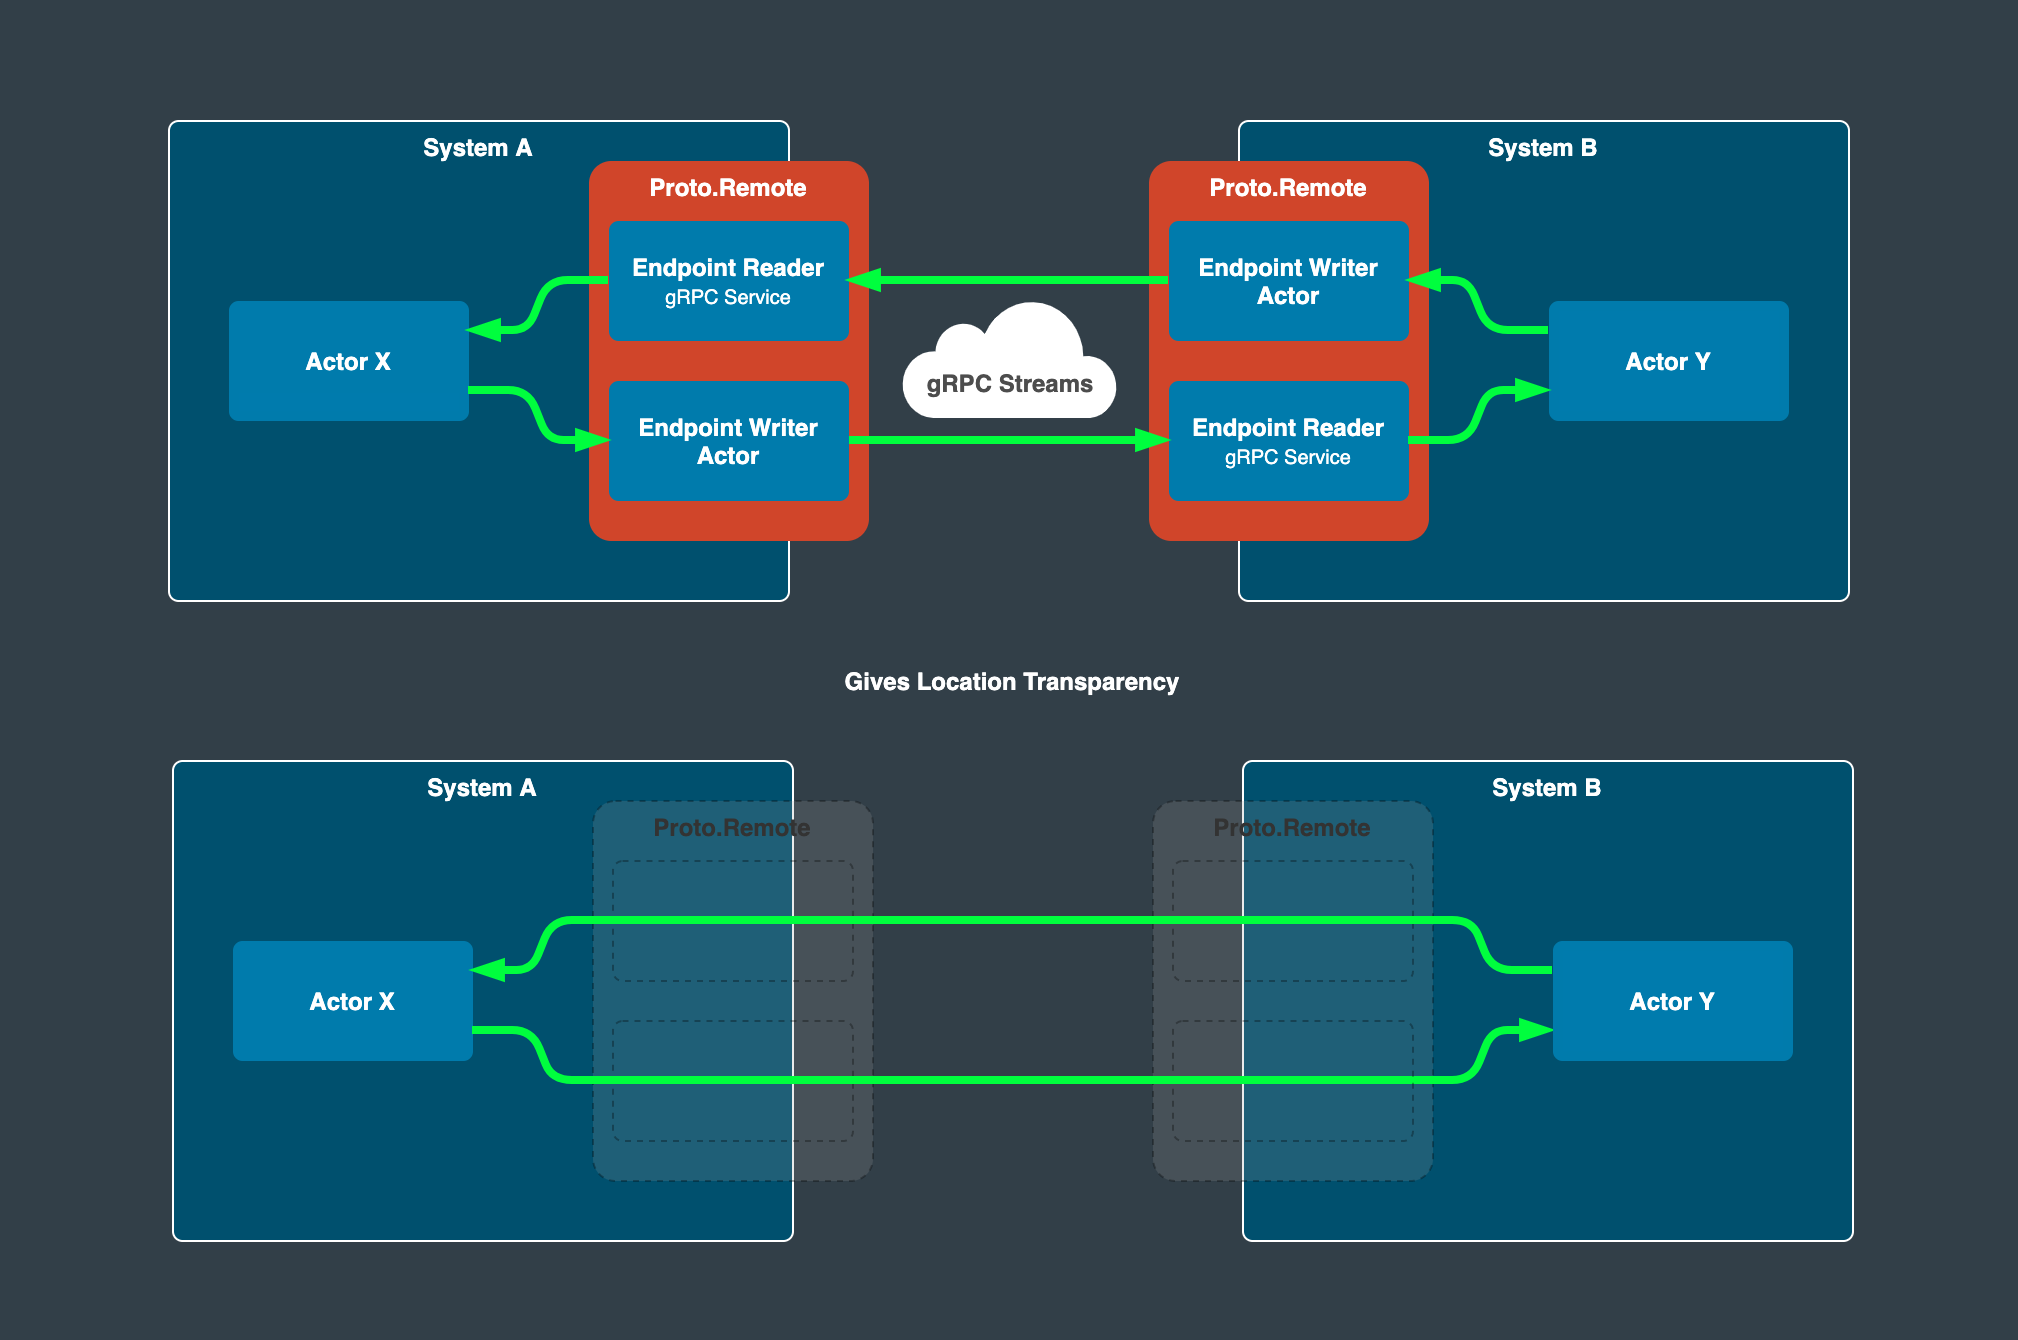 System A
System B
Proto.Remote
Proto.Remote
Endpoint Reader
gRPC Service
Endpoint Writer
Actor
Actor X
gRPC Streams
Actor Y
Endpoint Writer
Actor
Endpoint Reader
gRPC Service
Gives Location Transparency
System A
System B
Proto.Remote
Proto.Remote
Actor X
Actor Y